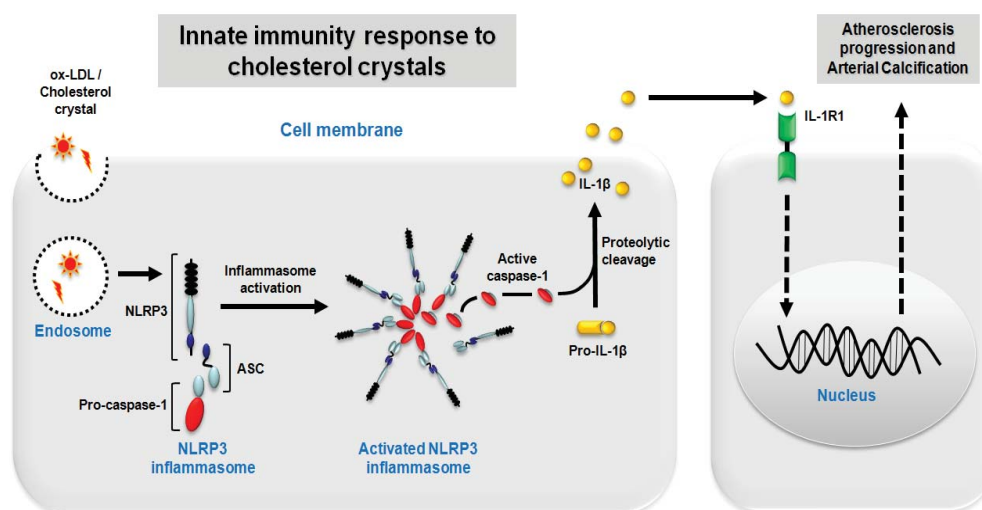 Innate immunity response to
cholesterol crystals
Atherosclerosis
progression and
Arterial Calcification
ox-LDL /
Cholesterol
crystal
Cell membrane
IL-1R1
IL-1β
Endosome
NLRP3
Inflammasome
activation
Active
caspase-1
Proteolytic
cleavage
Pro-IL-1β
ASC
Pro-caspase-1
NLRP3
inflammasome
Activated NLRP3
inflammasome
Nucleus